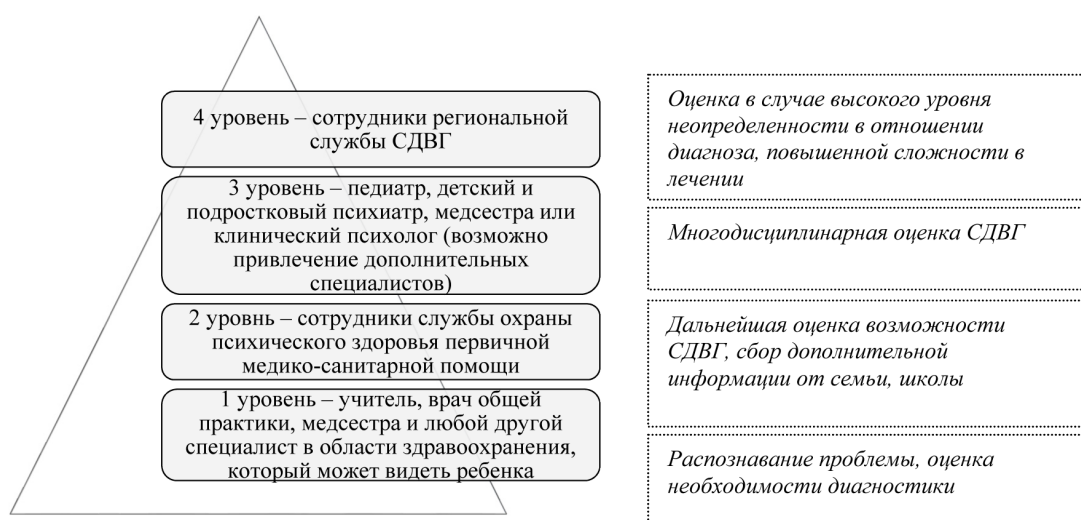 4 уровень – сотрудники региональной
службы СДВГ
Оценка в случае высокого уровня
неопределенности в отношении
диагноза, повышенной сложности в
лечении
3 уровень – педиатр, детский и
подростковый психиатр, медсестра или
клинический психолог (возможно
привлечение дополнительных
специалистов)
Многодисциплинарная оценка СДВГ
2 уровнь – сотрудники службы охраны
психического здоровья первичной
медико-санитарной помощи
Дальнейшая оценка возможности
СДВГ, сбор дополнительной
информации от семьи, школы
1 уровень – учитель, врач общей
практики, медсестра и любой другой
специалист в области здравоохранения,
который может видеть ребенка
Распознавание проблемы, оценка
необходимости диагностики